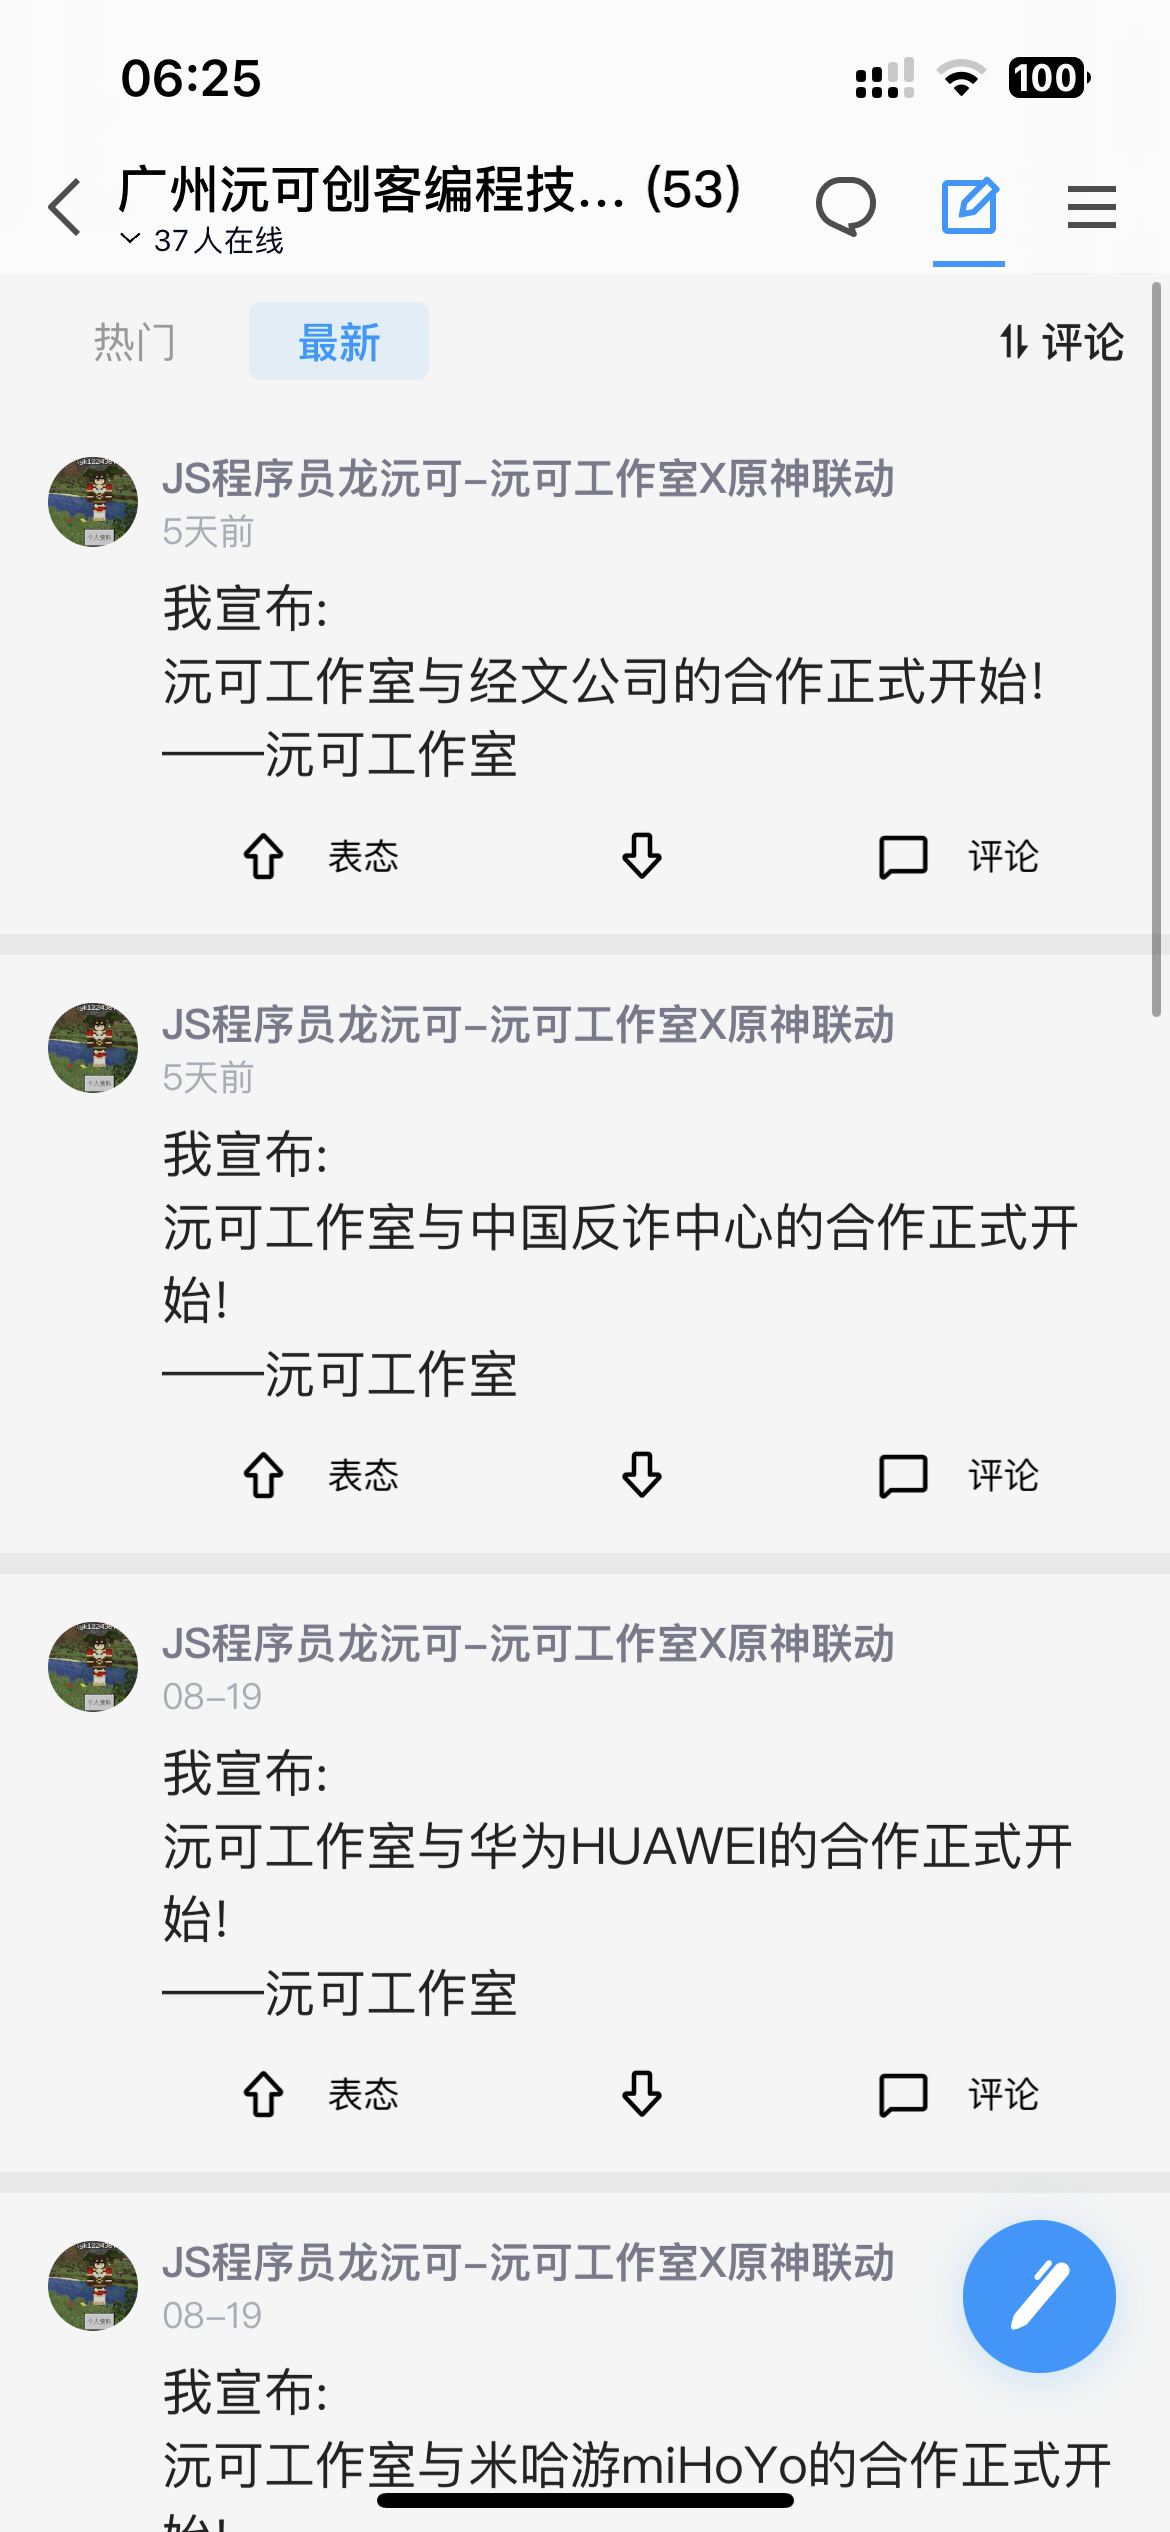 06:25
100
广州沅可创客编程技... (53)
37人在线
热门
最新
评论
JS程序员龙沅可-沅可工作室X原神联动
5天前
我宣布:
沅可工作室与经文公司的合作正式开始!
——沅可工作室
表态
评论
JS程序员龙沅可-沅可工作室X原神联动
5天前
我宣布:
沅可工作室与中国反诈中心的合作正式开
始!
——沅可工作室
表态
评论
JS程序员龙沅可-沅可工作室X原神联动
08-19
我宣布:
沅可工作室与华为HUAWEI的合作正式开
始!
——沅可工作室
表态
评论
JS程序员龙沅可-沅可工作室X原神联动
08-19
我宣布:
沅可工作室与米哈游miHoYo的合作正式开
始!